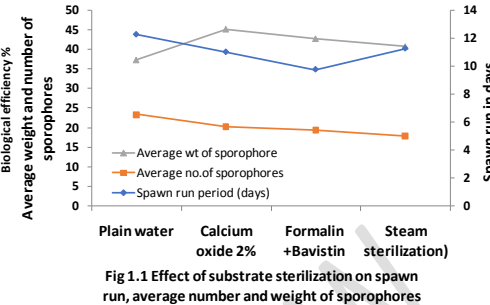 Biological efficiency %
Average weight and number of
sporophores
50
45
40
35
30
25
20
15
10
5
0
14
12
10
8
6
4
2
0
Spawn run in days
Average wt of sporophore
Average no.of sporophores
Spawn run period (days)
Plain water
Calcium
oxide 2%
Formalin
+Bavistin
Steam
sterilization)
Fig 1.1 Effect of substrate sterilization on spawn
run, average number and weight of sporophores